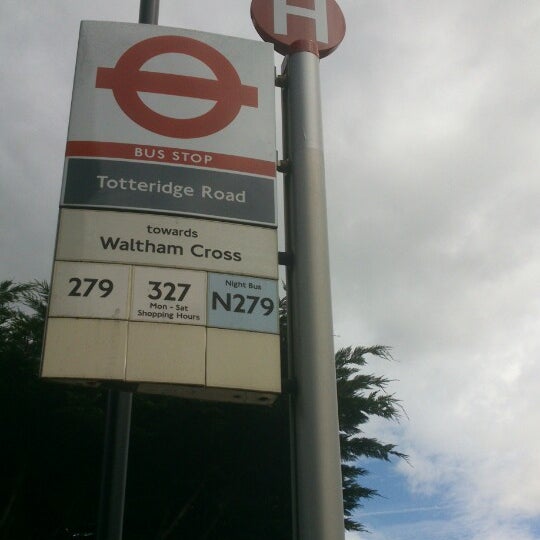 H
BUS STOP
Totteridge Road
towards
Waltham Cross
279
327
Mon - Sat
Shopping Hours
Night Bus
N279